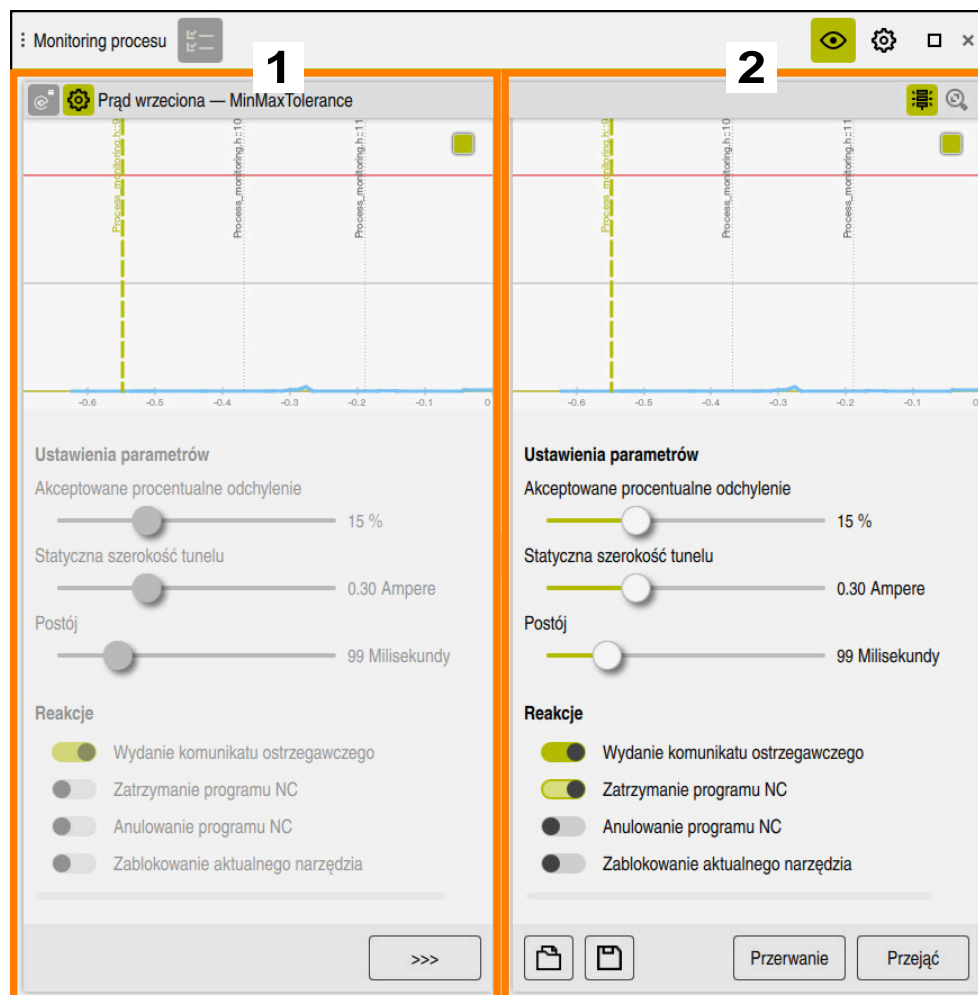 Monitoring procesu
1
2
Prąd wrzeciona — MinMaxTolerance
Process_monitoring.h::9
Process_monitoring.h::10
Process_monitoring.h::11
-0.6 -0.5 -0.4 -0.3 -0.2 -0.1 0
Ustawienia parametrów
Akceptowane procentualne odchylenie
15 %
Statyczna szerokość tunelu
0.30 Ampere
Postój
99 Milisekundy
Reakcje
Wydanie komunikatu ostrzegawczego
Zatrzymanie programu NC
Anulowanie programu NC
Zablokowanie aktualnego narzędzia
>>>
Process_monitoring.h::9
Process_monitoring.h::10
Process_monitoring.h::11
-0.6 -0.5 -0.4 -0.3 -0.2 -0.1 0
Ustawienia parametrów
Akceptowane procentualne odchylenie
15 %
Statyczna szerokość tunelu
0.30 Ampere
Postój
99 Milisekundy
Reakcje
Wydanie komunikatu ostrzegawczego
Zatrzymanie programu NC
Anulowanie programu NC
Zablokowanie aktualnego narzędzia
Przerwanie
Przejąć